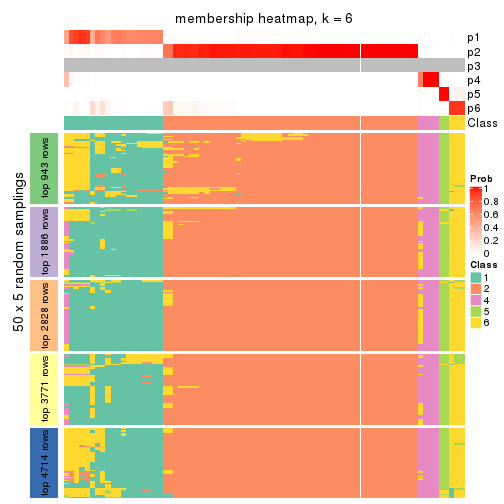 membership heatmap, k = 6
p1
p2
p3
p4
p5
p6
Class
50 x 5 random samplings
top 943 rows
top 1886 rows
top 2828 rows
top 3771 rows
top 4714 rows
Prob
1
0.8
0.6
0.4
0.2
0
Class
1
2
4
5
6